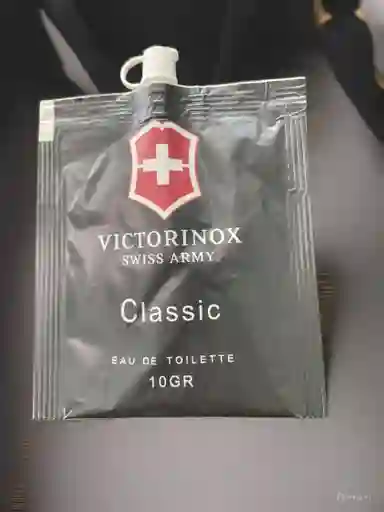 VICTORINOX
SWISS ARMY
Classic
EAU DE TOILETTE
10GR